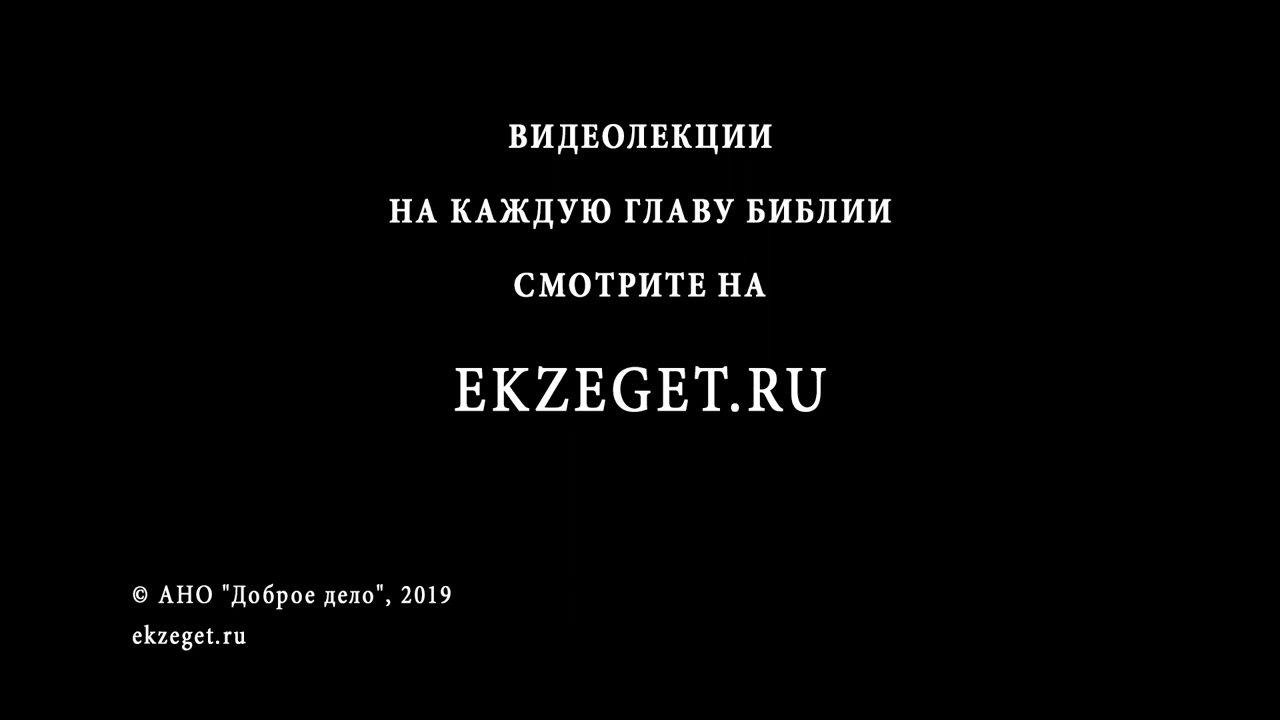 ВИДЕОЛЕКЦИИ
НА КАЖДУЮ ГЛАВУ БИБЛИИ
СМОТРИТЕ НА
EKZEGET.RU
© АНО "Доброе дело", 2019
ekzeget.ru